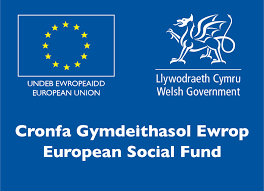 UNDEB EWROPEAIDD
EUROPEAN UNION
Llywodraeth Cymru
Welsh Government
Cronfa Gymdeithasol Ewrop
European Social Fund